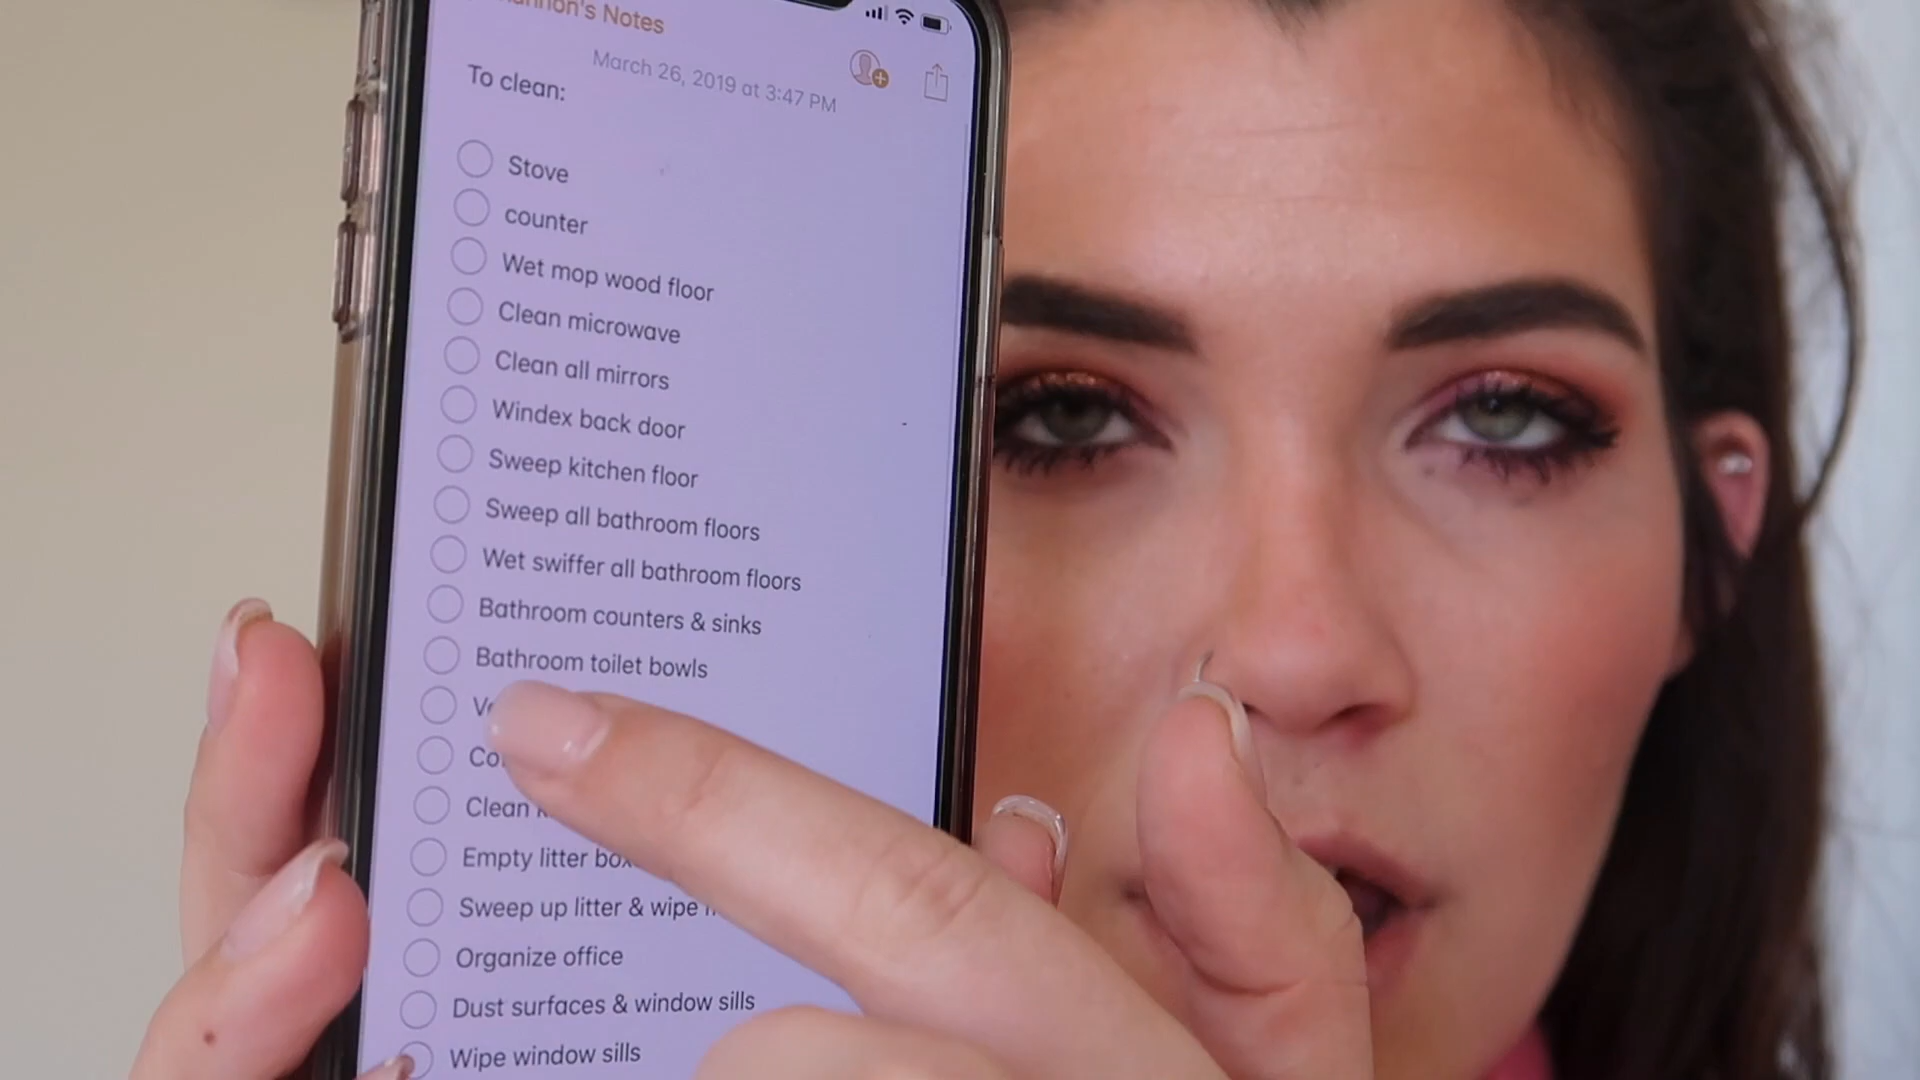 Notes
March 26, 2019 at 3:47 PM
To clean:
Stove
counter
Wet mop wood floor
Clean microwave
Clean all mirrors
Windex back door
Sweep kitchen floor
Sweep all bathroom floors
Wet swiffer all bathroom floors
Bathroom counters & sinks
Bathroom toilet bowls
Clean
Empty litter
Sweep up litter & wipe
Organize office
Dust surfaces & window sills
Wipe window sills